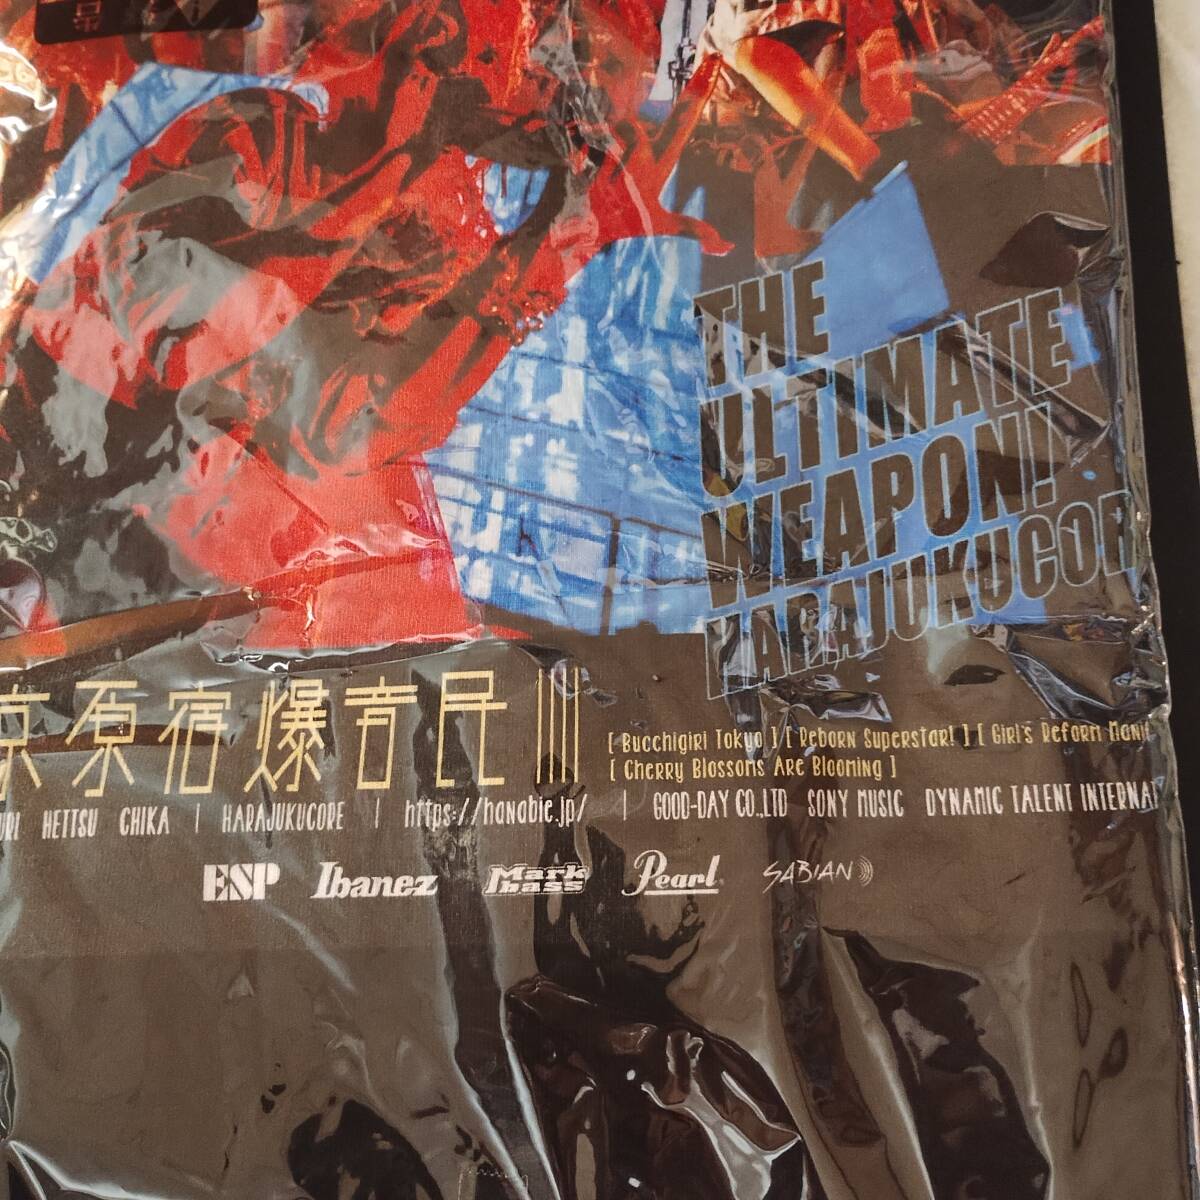 THE
ULTIMATE
WEAPON!!
HARAJUKUCOR
京原宿爆音民
[ Bucchigiri Tokyo ] [ Reborn Superstar! ] [ Girl's Reform Mani
[ Cherry Blossoms Are Blooming ]
URI HETTSU CHIKA | HARAJUKUCORE | https://hanabie.jp/ | GOOD-DAY CO.,LTD SONY MUSIC DYNAMIC TALENT INTERNAT
ESP Ibanez Mark bass Pearl SABIAN